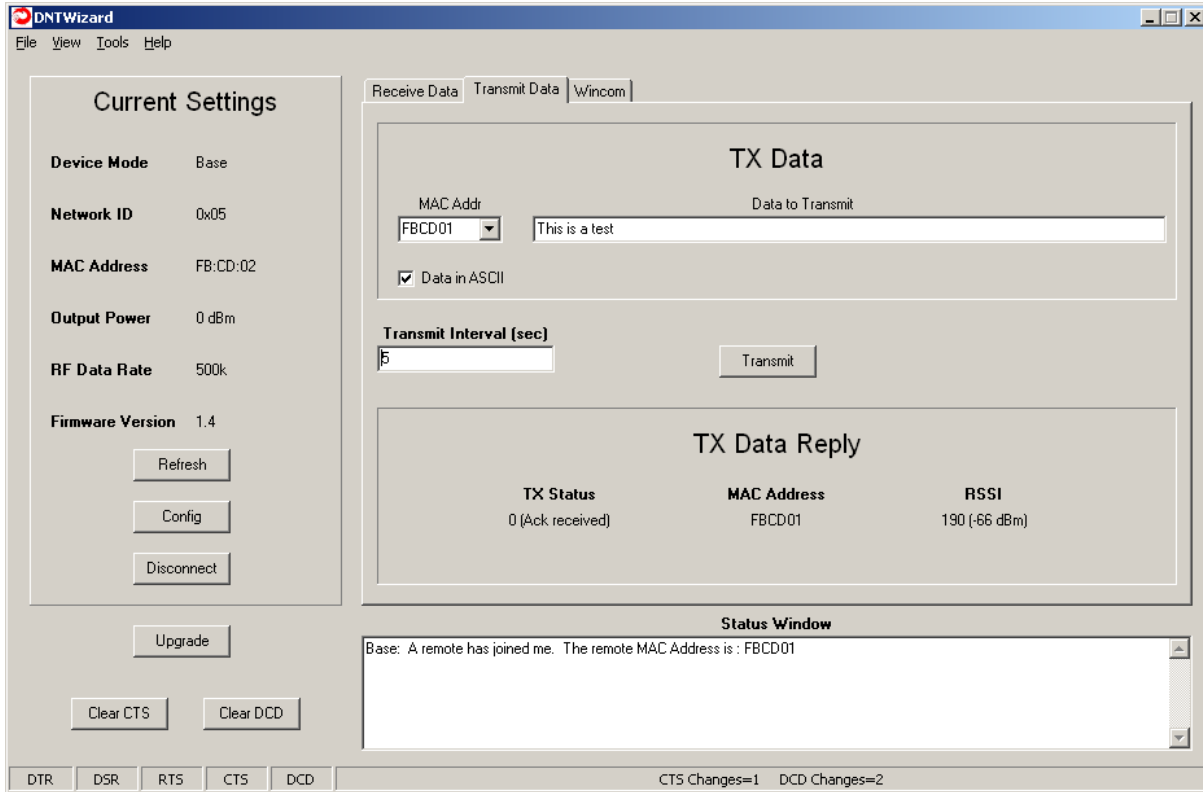 DNTWizard
File View Tools Help
Current Settings
Device Mode Base
Network ID 0x05
MAC Address FB:CD:02
Output Power 0 dBm
RF Data Rate 500k
Firmware Version 1.4
Refresh
Config
Disconnect
Upgrade
Clear CTS Clear DCD
Receive Data Transmit Data Wincom
TX Data
MAC Addr Data to Transmit
FBCD01 This is a test
Data in ASCII
Transmit Interval (sec)
5 Transmit
TX Data Reply
TX Status MAC Address RSSI
0 (Ack received) FBCD01 190 (-66 dBm)
Status Window
Base: A remote has joined me. The remote MAC Address is : FBCD01
DTR DSR RTS CTS DCD CTS Changes=1 DCD Changes=2